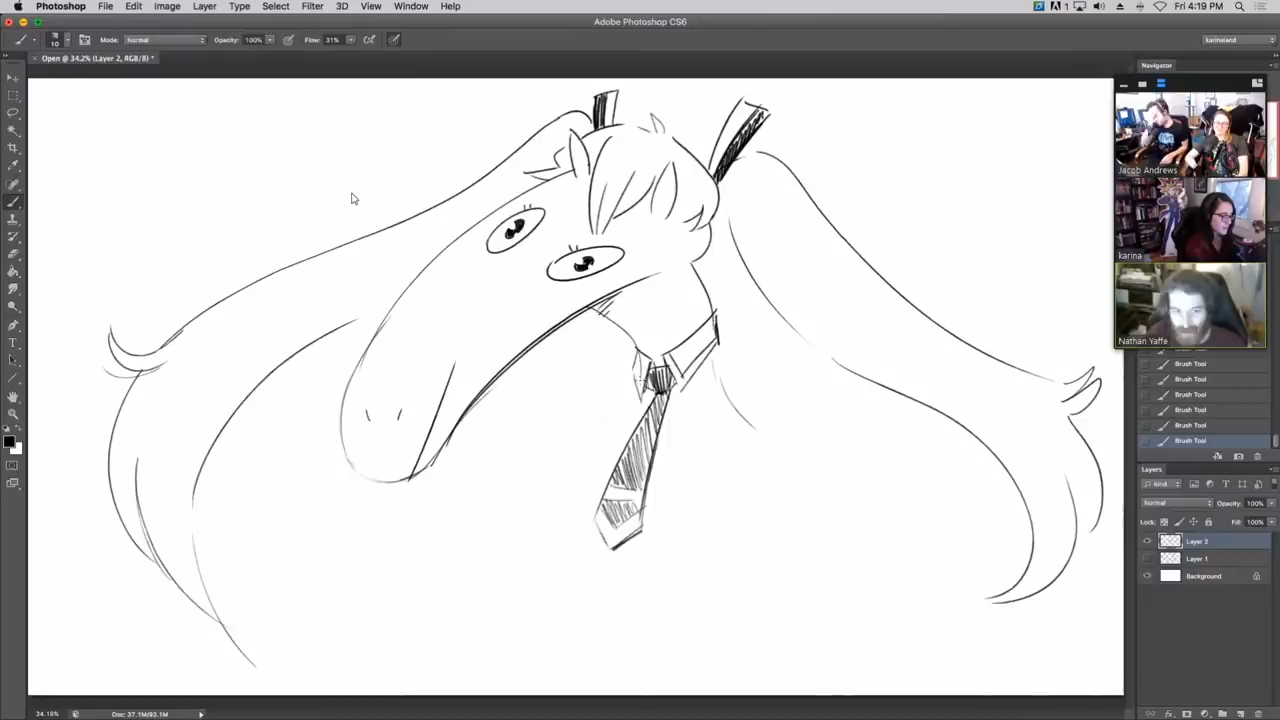 Photoshop File Edit Image Layer Type Select Filter 3D View Window Help
1 Fri 4:19 PM
Adobe Photoshop CS6
10 Mode: Normal Opacity: 100% Flow: 31% karinaland
Open @ 34.2% (Layer 2, RGB/8) *
Navigator
Jacob Andrews
karina
Nathan Yaffe
Brush Tool
Brush Tool
Brush Tool
Brush Tool
Brush Tool
Brush Tool
Layers
Kind
Normal Opacity: 100%
Lock: Fill: 100%
Layer 2
Layer 1
Background
Doc: 37.1M/93.1M